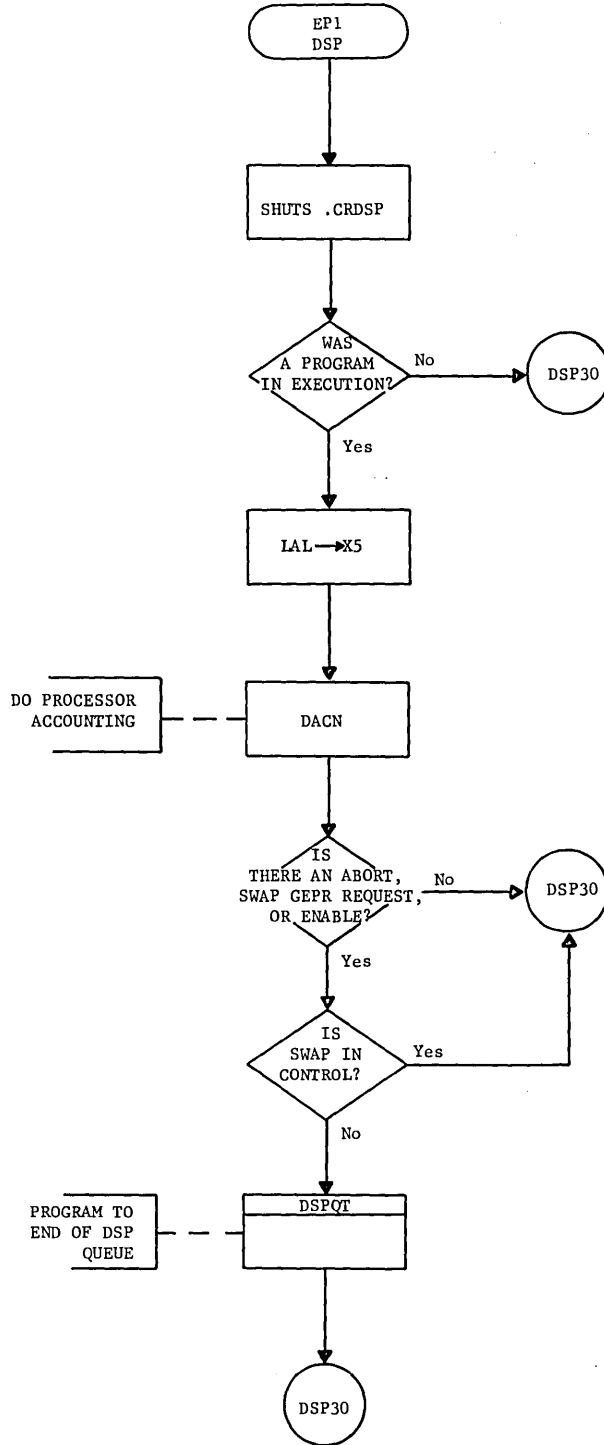 EP1
DSP
SHUTS .CRDSP
WAS
A PROGRAM
IN EXECUTION?
No
DSP30
Yes
LAL→X5
DO PROCESSOR
ACCOUNTING
DACN
IS
THERE AN ABORT,
SWAP GEPR REQUEST,
OR ENABLE?
No
DSP30
Yes
IS
SWAP IN
CONTROL?
Yes
No
PROGRAM TO
END OF DSP
QUEUE
DSPQT
DSP30